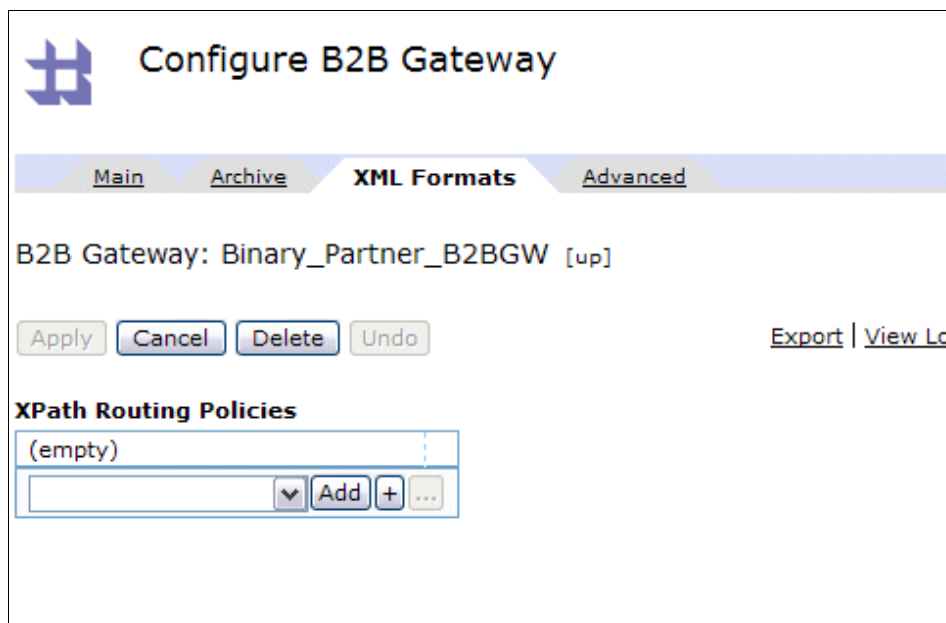 Configure B2B Gateway
Main Archive XML Formats Advanced
B2B Gateway: Binary_Partner_B2BGW [up]
Apply Cancel Delete Undo Export | View Lo
XPath Routing Policies
(empty)
Add + ...